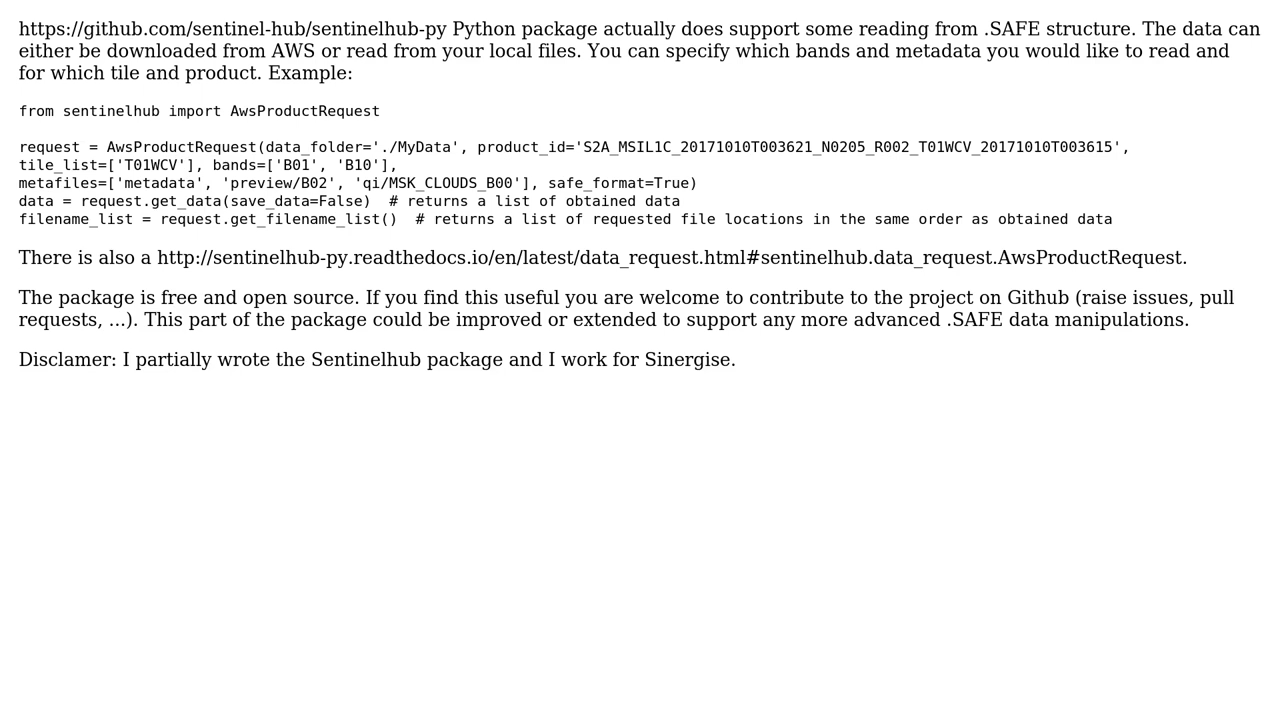 https://github.com/sentinel-hub/sentinelhub-py Python package actually does support some reading from .SAFE structure. The data can
either be downloaded from AWS or read from your local files. You can specify which bands and metadata you would like to read and
for which tile and product. Example:
from sentinelhub import AwsProductRequest
request = AwsProductRequest(data_folder='./MyData', product_id='S2A_MSIL1C_20171010T003621_N0205_R002_T01WCV_20171010T003615',
tile_list=['T01WCV'], bands=['B01', 'B10'],
metafiles=['metadata', 'preview/B02', 'qi/MSK_CLOUDS_B00'], safe_format=True)
data = request.get_data(save_data=False)  # returns a list of obtained data
filename_list = request.get_filename_list()  # returns a list of requested file locations in the same order as obtained data
There is also a http://sentinelhub-py.readthedocs.io/en/latest/data_request.html#sentinelhub.data_request.AwsProductRequest.
The package is free and open source. If you find this useful you are welcome to contribute to the project on Github (raise issues, pull
requests, ...). This part of the package could be improved or extended to support any more advanced .SAFE data manipulations.
Disclamer: I partially wrote the Sentinelhub package and I work for Sinergise.